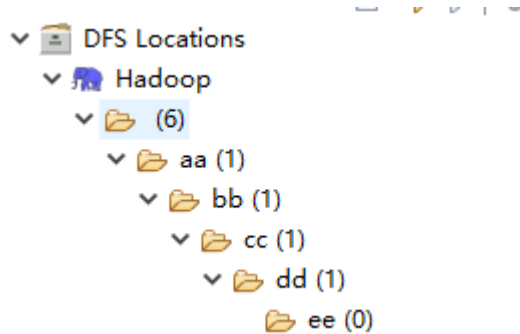 DFS Locations
Hadoop
(6)
aa (1)
bb (1)
cc (1)
dd (1)
ee (0)